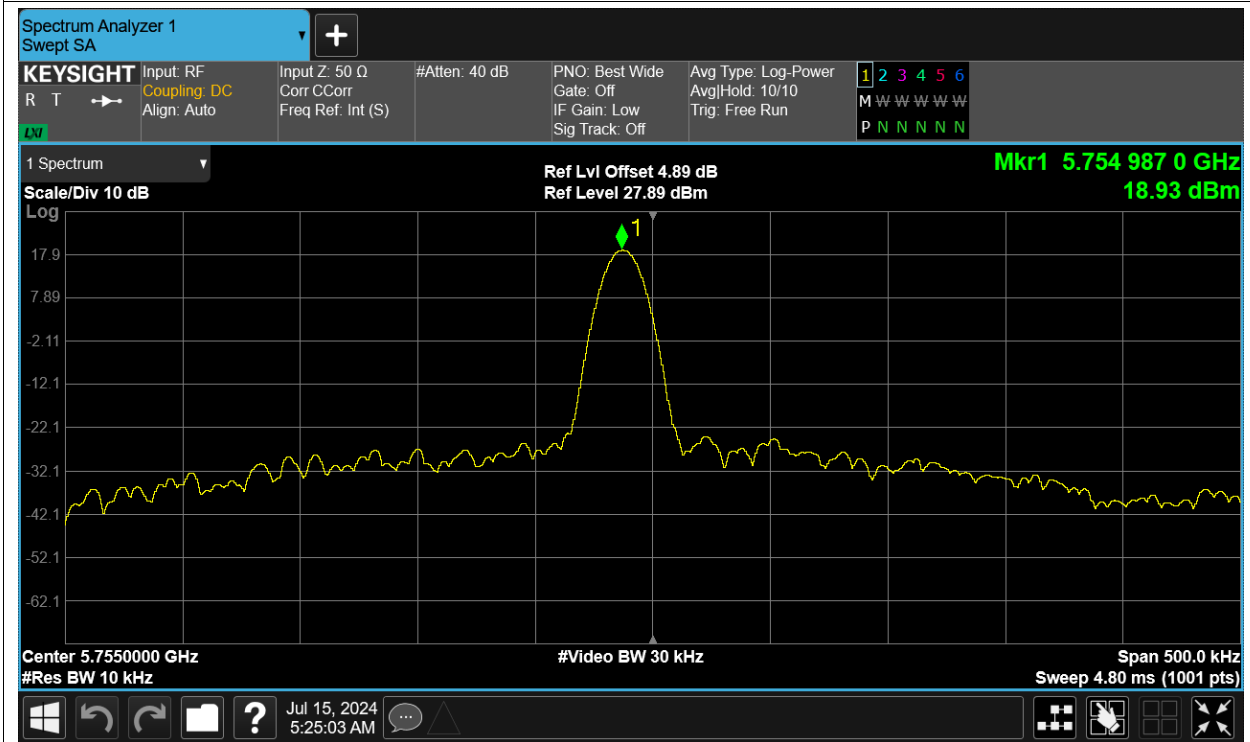 Spectrum Analyzer 1
Swept SA
+
KEYSIGHT
R T
LXI
Input: RF
Coupling: DC
Align: Auto
Input Z: 50 Ω
Corr CCorr
Freq Ref: Int (S)
#Atten: 40 dB
PNO: Best Wide
Gate: Off
IF Gain: Low
Sig Track: Off
Avg Type: Log-Power
Avg|Hold: 10/10
Trig: Free Run
1 2 3 4 5 6
M W W W W W
P N N N N N
1 Spectrum
Scale/Div 10 dB
Ref Lvl Offset 4.89 dB
Ref Level 27.89 dBm
Mkr1 5.754 987 0 GHz
18.93 dBm
Log
1
17.9
7.89
-2.11
-12.1
-22.1
-32.1
-42.1
-52.1
-62.1
Center 5.7550000 GHz
#Video BW 30 kHz
Span 500.0 kHz
#Res BW 10 kHz
Sweep 4.80 ms (1001 pts)
?
Jul 15, 2024
5:25:03 AM